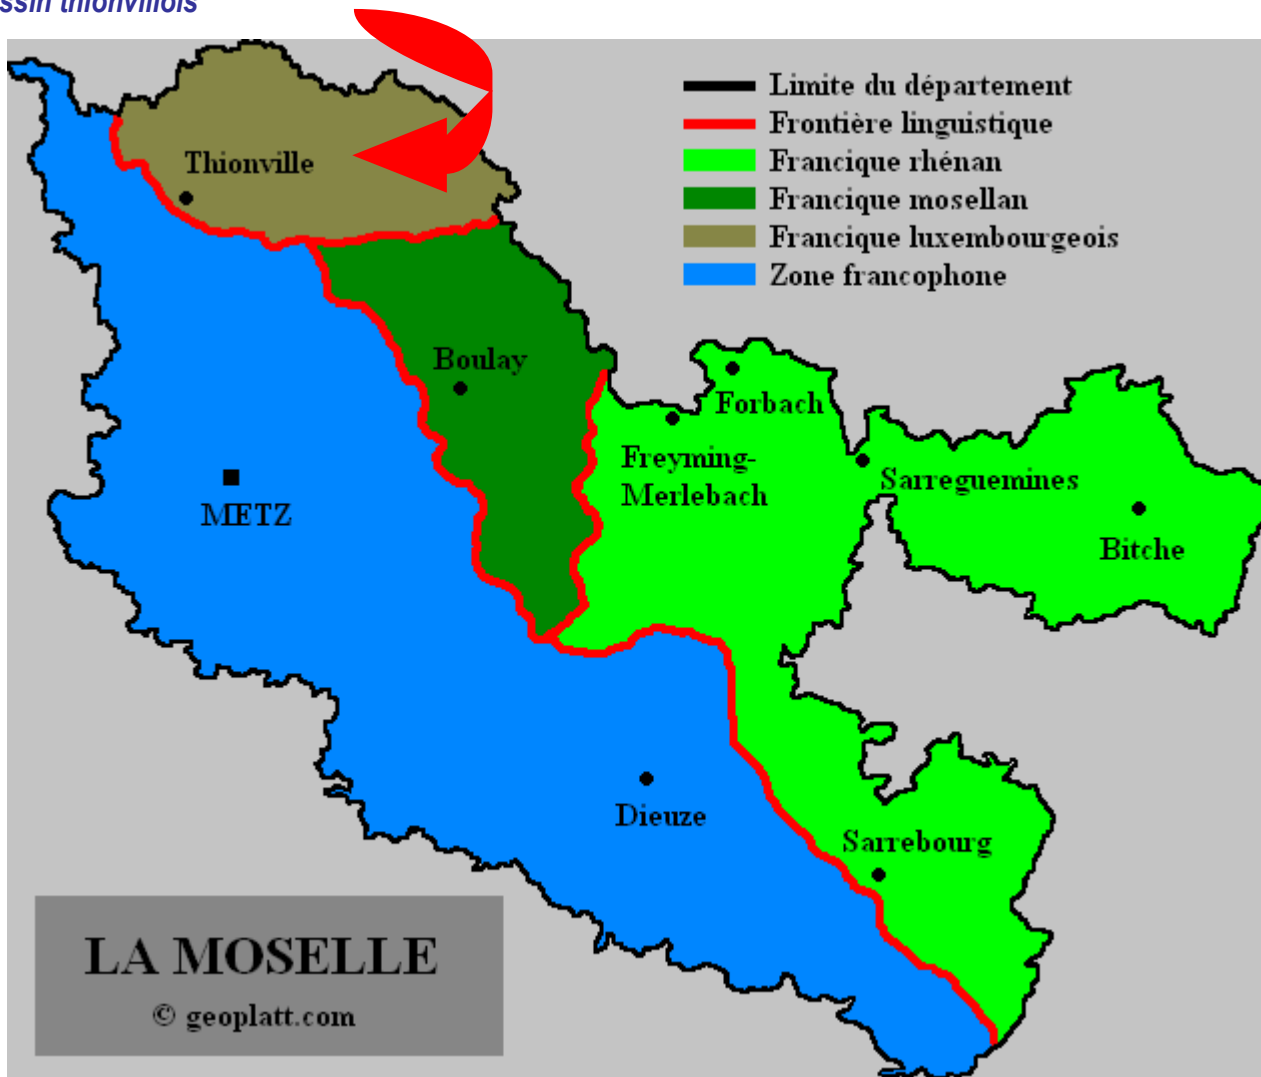 thionvillois
Limite du département
Frontière linguistique
Francique rhénan
Francique mosellan
Francique luxembourgeois
Zone francophone
Thionville
Boulay
Forbach
Freyming-
Merlebach
Sarreguemines
Bitche
METZ
Dieuze
Sarrebourg
LA MOSELLE
© geoplatt.com